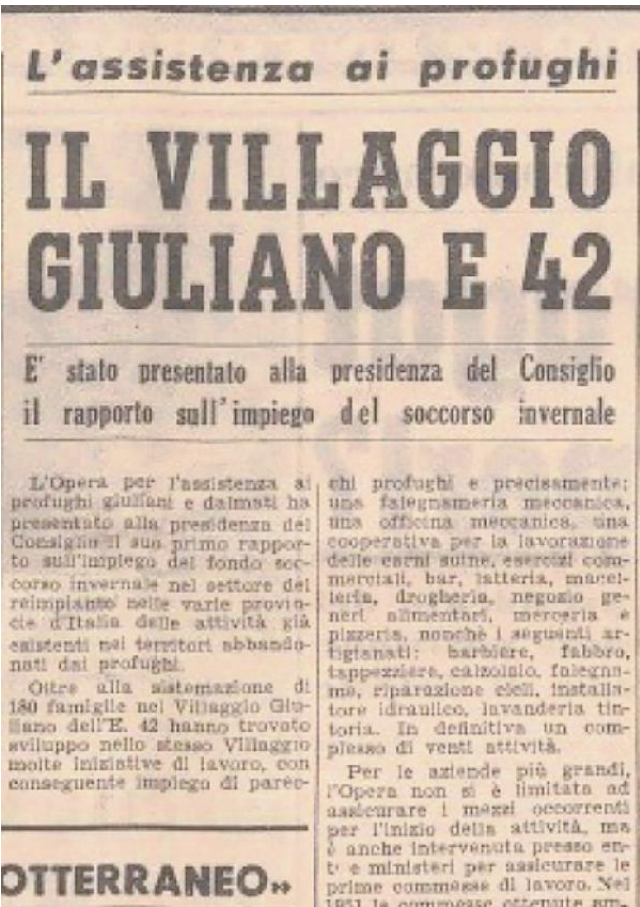 L'assistenza ai profughi
IL VILLAGGIO
GIULIANO E 42
E' stato presentato alla presidenza del Consiglio
il rapporto sull'impiego del soccorso invernale
L'Opera per l'assistenza ai
profughi giuliani e dalmati ha
presentato alla presidenza del
Consiglio il suo primo rappor-
to sull'impiego del fondo soc-
corso invernale nel settore del
reimpianto nelle varie provin-
cie d'Italia delle attività già
esistenti nei territori abbando-
nati dai profughi.
Oltre alla sistemazione di
180 famiglie nel Villaggio Giu-
liano dell'E. 42 hanno trovato
sviluppo nello stesso Villaggio
molte iniziative di lavoro, con
conseguente impiego di parec-
chi profughi e precisamente:
una falegnameria meccanica,
una officina meccanica, una
cooperativa per la lavorazione
delle carni suine, esercizi com-
merciali, bar, latteria, macel-
leria, drogheria, negozio ge-
neri alimentari, merceria e
pizzeria, nonchè i seguenti ar-
tigianati: barbiere, fabbro,
tappezziere, calzolaio, falegna-
me, riparazione cicli, installa-
tore idraulico, lavanderia tin-
toria. In definitiva un com-
plesso di venti attività.
Per le aziende più grandi,
l'Opera non si è limitata ad
assicurare i mezzi occorrenti
per l'inizio della attività, ma
è anche intervenuta presso en-
ti e ministeri per assicurare le
prime commesse di lavoro. Nel
1951 le commesse ottenute am-
OTTERRANEO»